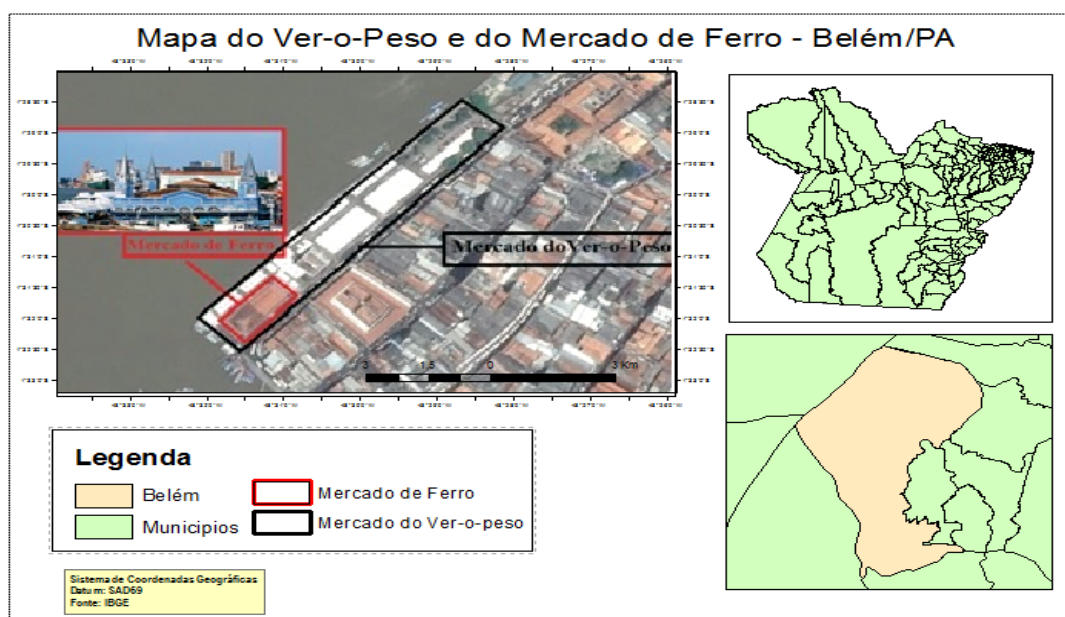 Mapa do Ver-o-Peso e do Mercado de Ferro - Belém/PA
Mercado de Ferro
Mercado doVer-o-Peso
3 1,5 0 3 Km
Legenda
Belém
Municipios
Mercado de Ferro
Mercado do Ver-o-peso
Sistema de Coordenadas Geográficas
Datum: SAD69
Fonte: IBGE